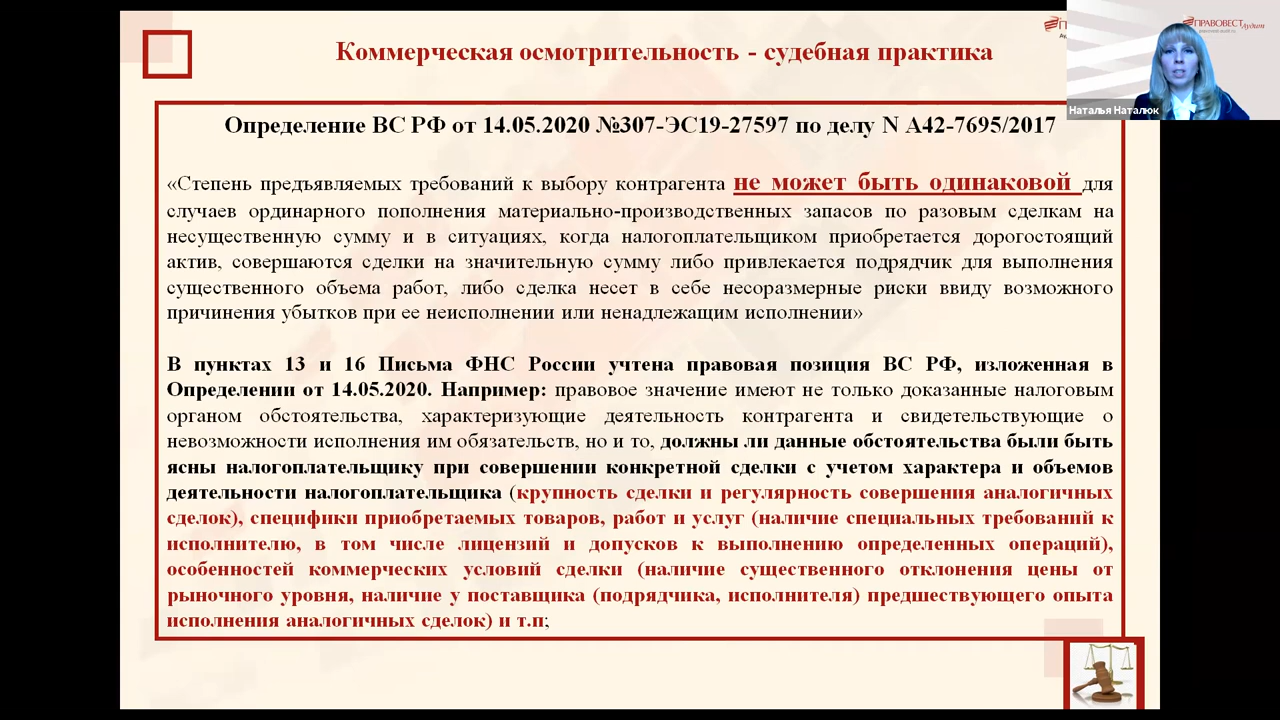 Коммерческая осмотрительность - судебная практика
ПРАВОВЕСТ Аудит
Наталья Наталюк
Определение ВС РФ от 14.05.2020 №307-ЭС19-27597 по делу N А42-7695/2017
«Степень предъявляемых требований к выбору контрагента не может быть одинаковой для
случаев ординарного пополнения материально-производственных запасов по разовым сделкам на
несущественную сумму и в ситуациях, когда налогоплательщиком приобретается дорогостоящий
актив, совершаются сделки на значительную сумму либо привлекается подрядчик для выполнения
существенного объема работ, либо сделка несет в себе несоразмерные риски ввиду возможного
причинения убытков при ее неисполнении или ненадлежащим исполнении»
В пунктах 13 и 16 Письма ФНС России учтена правовая позиция ВС РФ, изложенная в
Определении от 14.05.2020. Например: правовое значение имеют не только доказанные налоговым
органом обстоятельства, характеризующие деятельность контрагента и свидетельствующие о
невозможности исполнения им обязательств, но и то, должны ли данные обстоятельства были быть
ясны налогоплательщику при совершении конкретной сделки с учетом характера и объемов
деятельности налогоплательщика (крупность сделки и регулярность совершения аналогичных
сделок), специфики приобретаемых товаров, работ и услуг (наличие специальных требований к
исполнителю, в том числе лицензий и допусков к выполнению определенных операций),
особенностей коммерческих условий сделки (наличие существенного отклонения цены от
рыночного уровня, наличие у поставщика (подрядчика, исполнителя) предшествующего опыта
исполнения аналогичных сделок) и т.п;